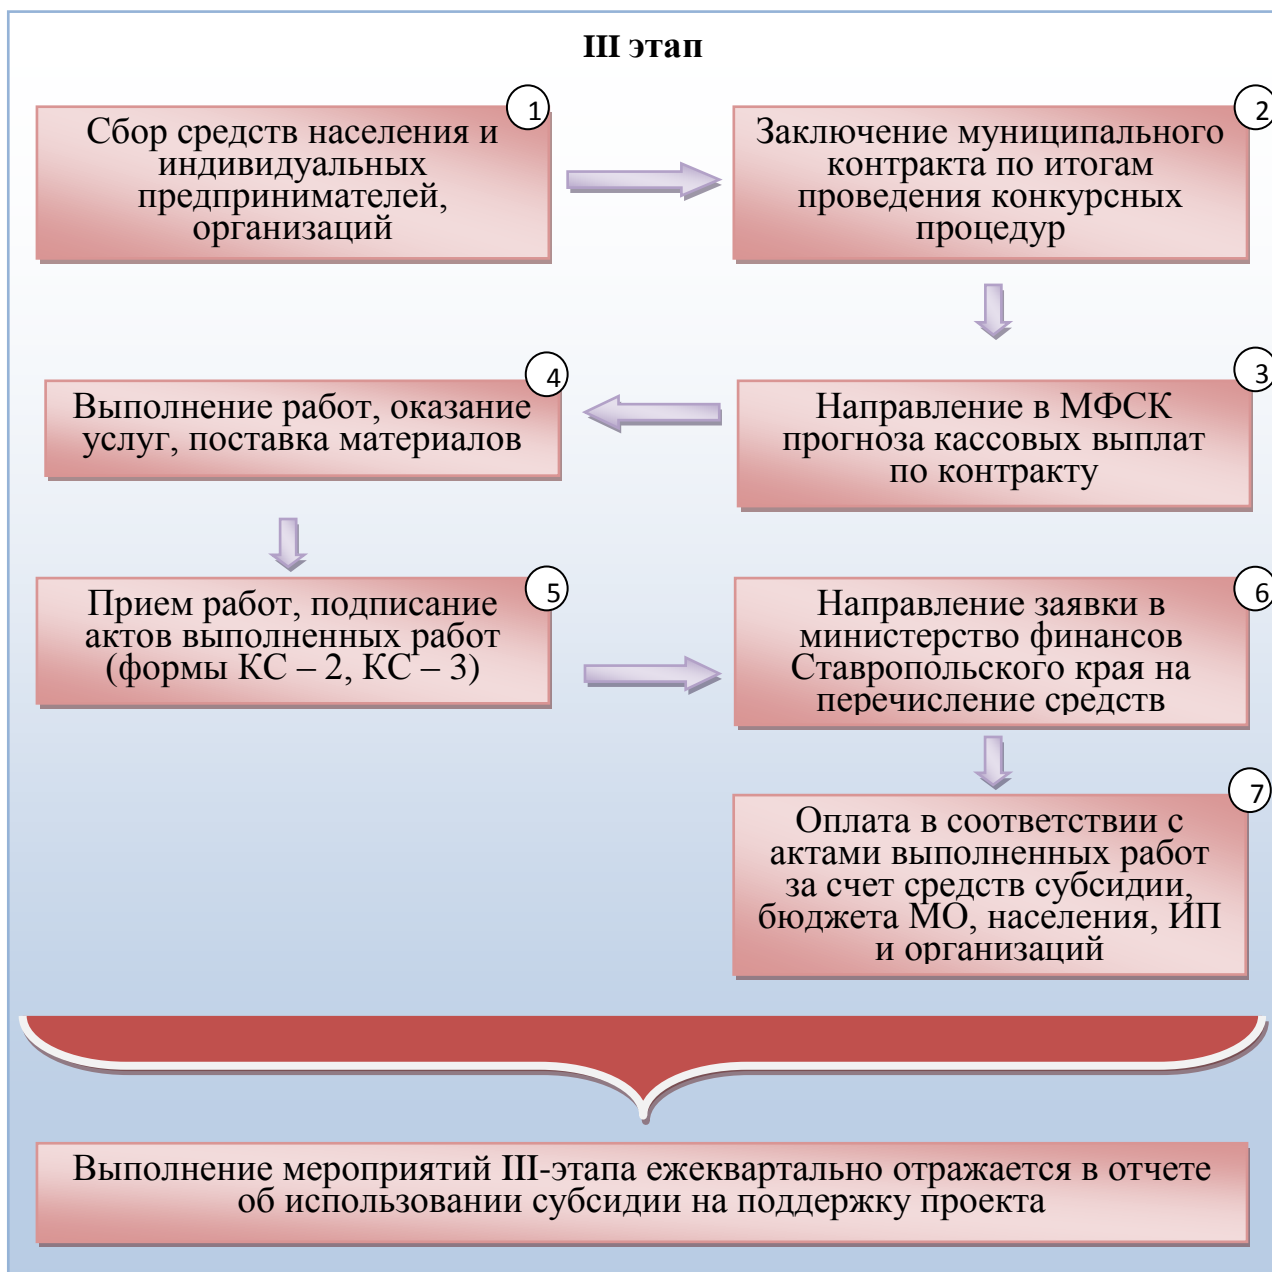 III этап
1
Сбор средств населения и
индивидуальных
предпринимателей,
организаций
2
Заключение муниципального
контракта по итогам
проведения конкурсных
процедур
3
Направление в МФСК
прогноза кассовых выплат
по контракту
4
Выполнение работ, оказание
услуг, поставка материалов
5
Прием работ, подписание
актов выполненных работ
(формы КС – 2, КС – 3)
6
Направление заявки в
министерство финансов
Ставропольского края на
перечисление средств
7
Оплата в соответствии с
актами выполненных работ
за счет средств субсидии,
бюджета МО, населения, ИП
и организаций
Выполнение мероприятий III-этапа ежеквартально отражается в отчете
об использовании субсидии на поддержку проекта